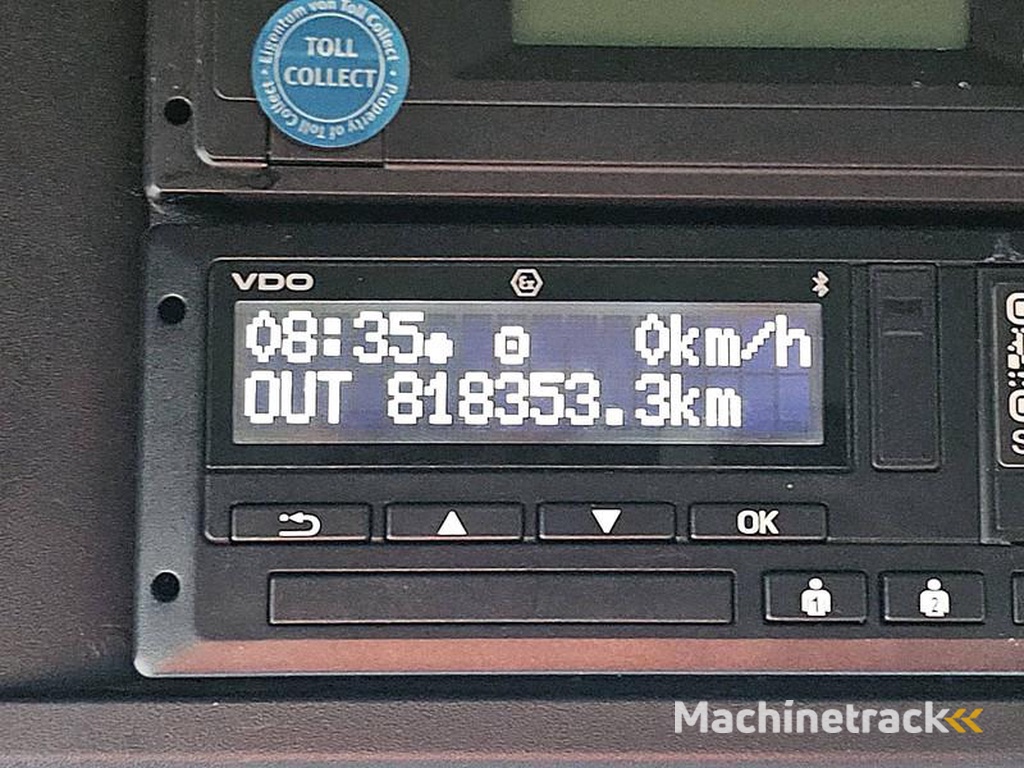 Eigentum von Toll Collect • Property of Toll Collect •
TOLL
COLLECT
VDO
Ex
08:35 0km/h
OUT 818353.3km
OK
1 2
Machinetrack